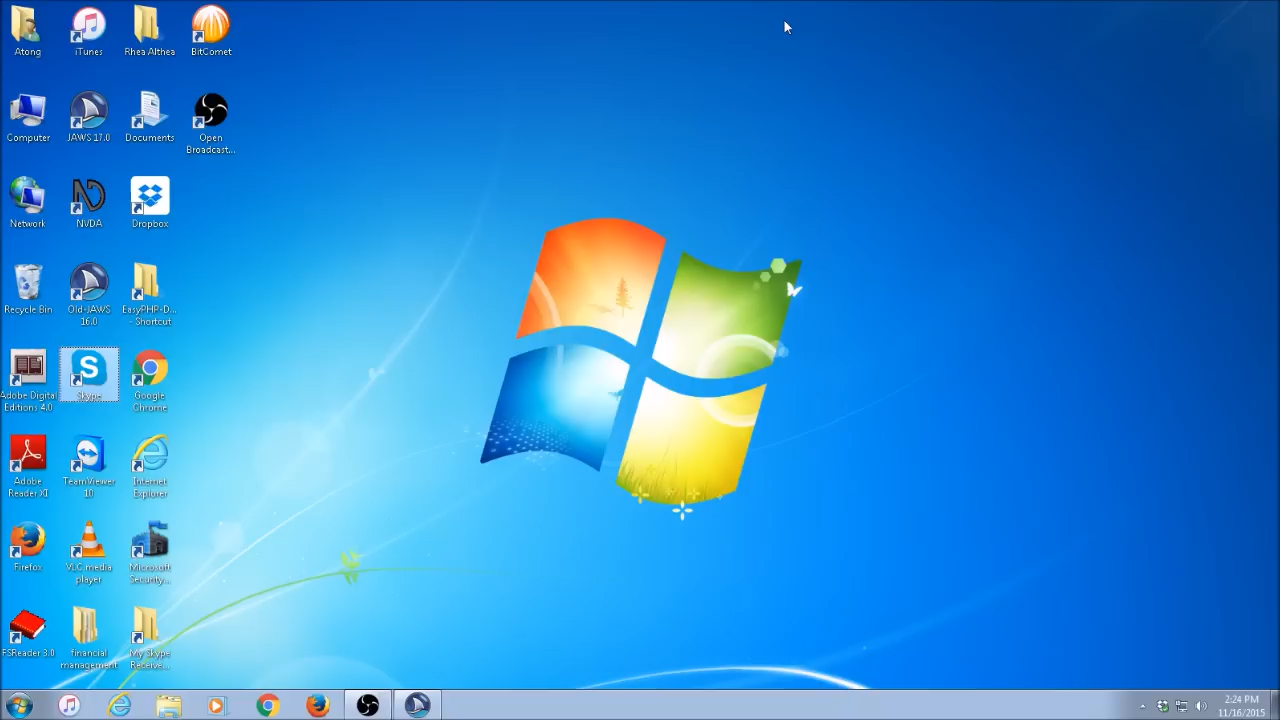 Atong
iTunes
Rhea Althea
BitComet
Computer
JAWS 17.0
Documents
Open
Broadcast...
Network
NVDA
Dropbox
Recycle Bin
Old-JAWS
16.0
EasyPHP-D...
- Shortcut
Adobe Digital
Editions 4.0
Skype
Google
Chrome
Adobe
Reader XI
TeamViewer
10
Internet
Explorer
Firefox
VLC media
player
Microsoft
Security...
FSReader 3.0
financial
management
My Skype
Receive...
2:24 PM
11/16/2015